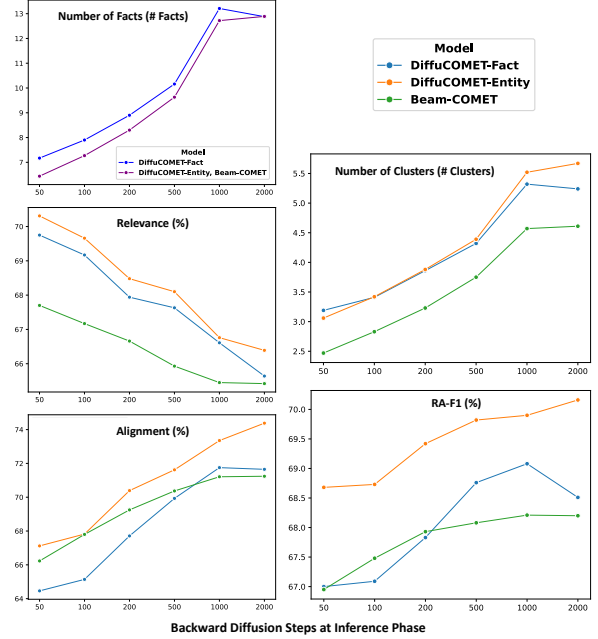 Number of Facts (# Facts)
13
12
11
10
9
8
7
Model
DiffuCOMET-Fact
DiffuCOMET-Entity, Beam-COMET
50 100 200 500 1000 2000
Model
DiffuCOMET-Fact
DiffuCOMET-Entity
Beam-COMET
Relevance (%)
70
69
68
67
66
50 100 200 500 1000 2000
Number of Clusters (# Clusters)
5.5
5.0
4.5
4.0
3.5
3.0
2.5
50 100 200 500 1000 2000
Alignment (%)
74
72
70
68
66
64
50 100 200 500 1000 2000
RA-F1 (%)
70.0
69.5
69.0
68.5
68.0
67.5
67.0
50 100 200 500 1000 2000
Backward Diffusion Steps at Inference Phase